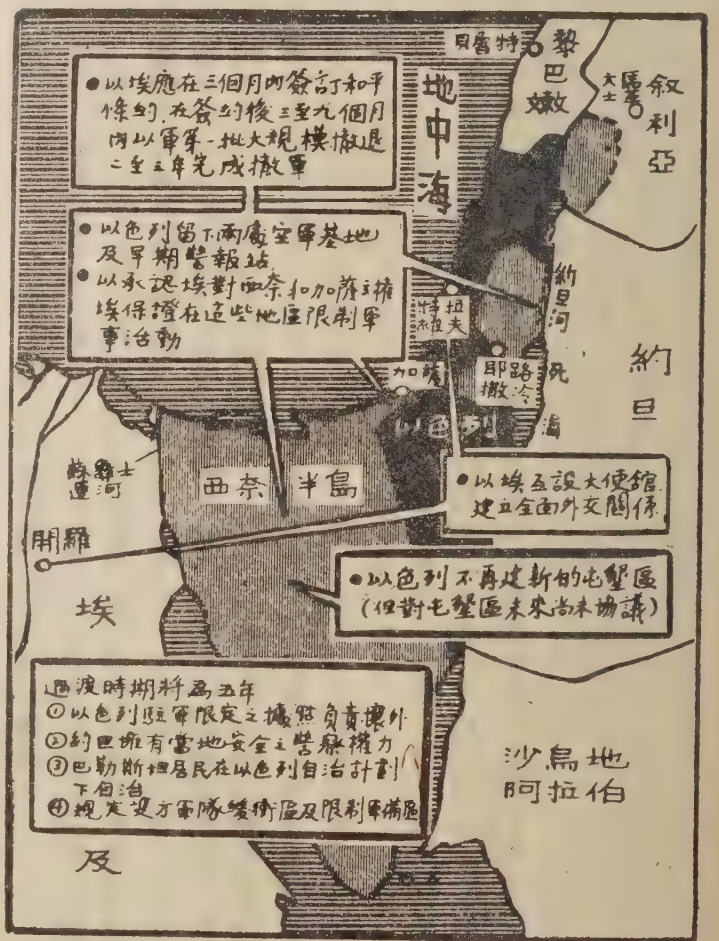 貝魯特
黎巴嫩
大馬士革
敘利亞
地中海
●以埃應在三個月內簽訂和平
條約，在簽約後三至九個月
內以軍第一批大規模撤退
二至三年完成撤軍
●以色列留下兩處空軍基地
及早期警報站
●以承認埃對西奈和加薩主權
埃保證在這些地區限制軍
事活動
約旦河
特拉維夫
加薩
耶路撒冷
死海
約旦
以色列
蘇彝士運河
西奈半島
開羅
●以埃互設大使館
建立全面外交關係
●以色列不再建新的屯墾區
(但對屯墾區未來尚未協議)
埃及
過渡時期將為五年
①以色列駐軍限定之據點負責壞外
②約旦擁有當地安全之警察權力
③巴勒斯坦居民在以色列自治計劃
下自治
④規定雙方軍隊緩衝區及限制軍備區
沙烏地
阿拉伯